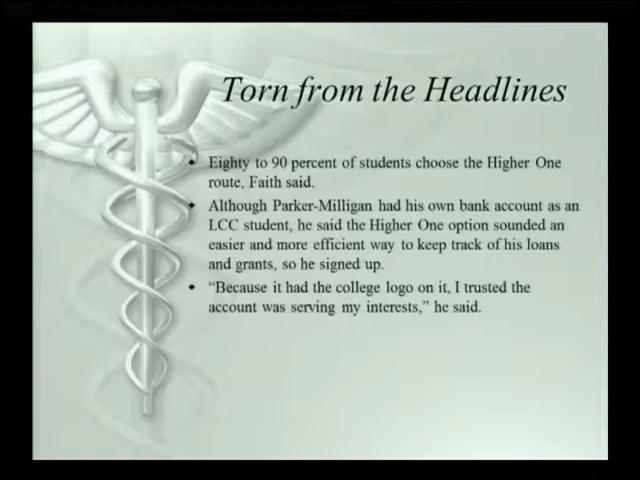 Torn from the Headlines
• Eighty to 90 percent of students choose the Higher One
route, Faith said.
• Although Parker-Milligan had his own bank account as an
LCC student, he said the Higher One option sounded an
easier and more efficient way to keep track of his loans
and grants, so he signed up.
• “Because it had the college logo on it, I trusted the
account was serving my interests,” he said.